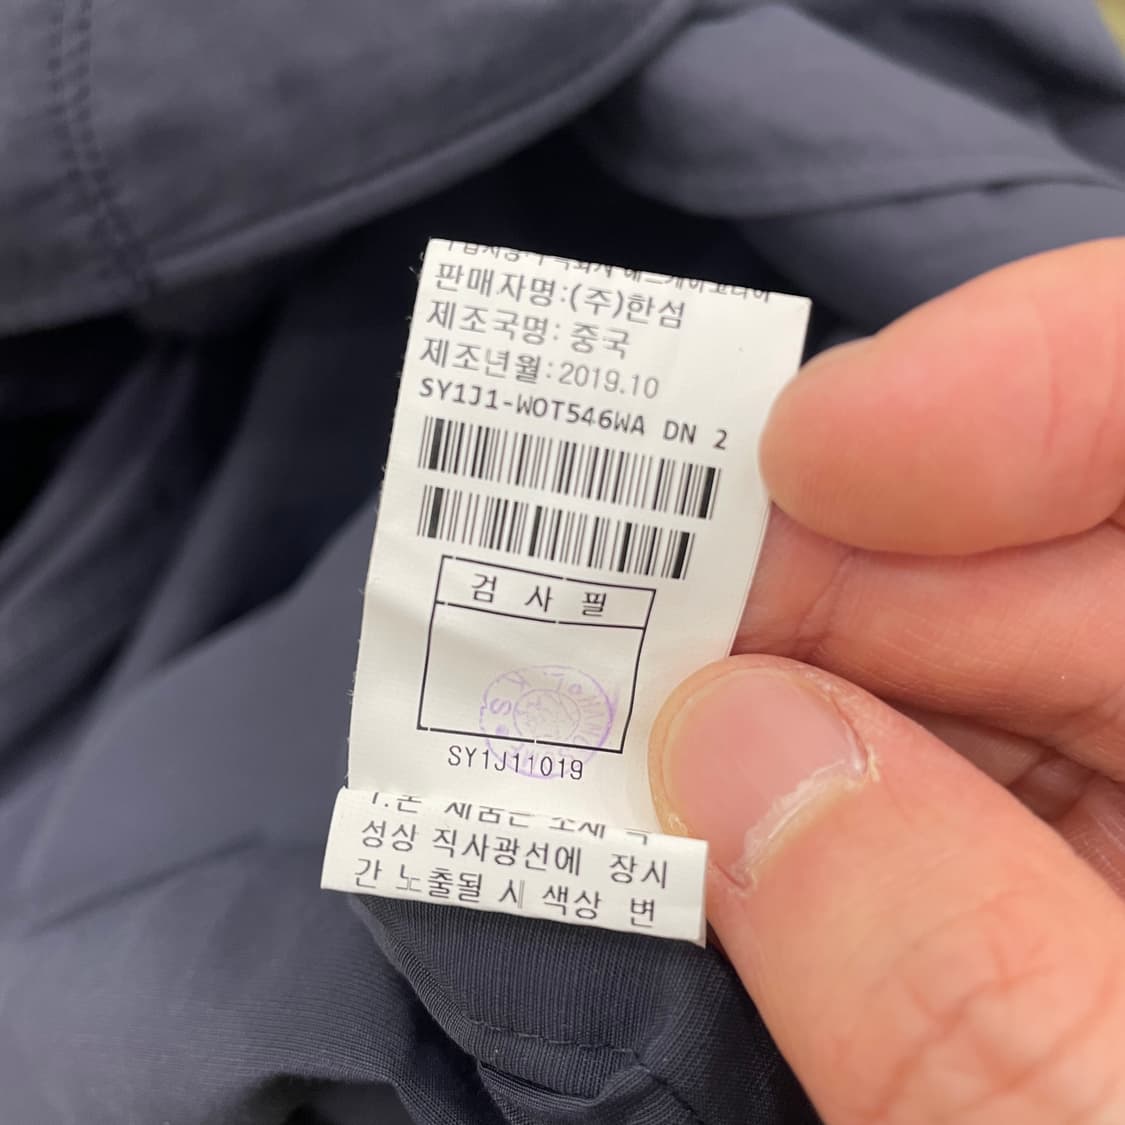 판매자명:(주)한섬
제조국명: 중국
제조년월:2019.10
SY1J1-WOT546WA DN 2
검 사 필
SY1J11019
성상 직사광선에 장시
간 노출될 시 색상 변